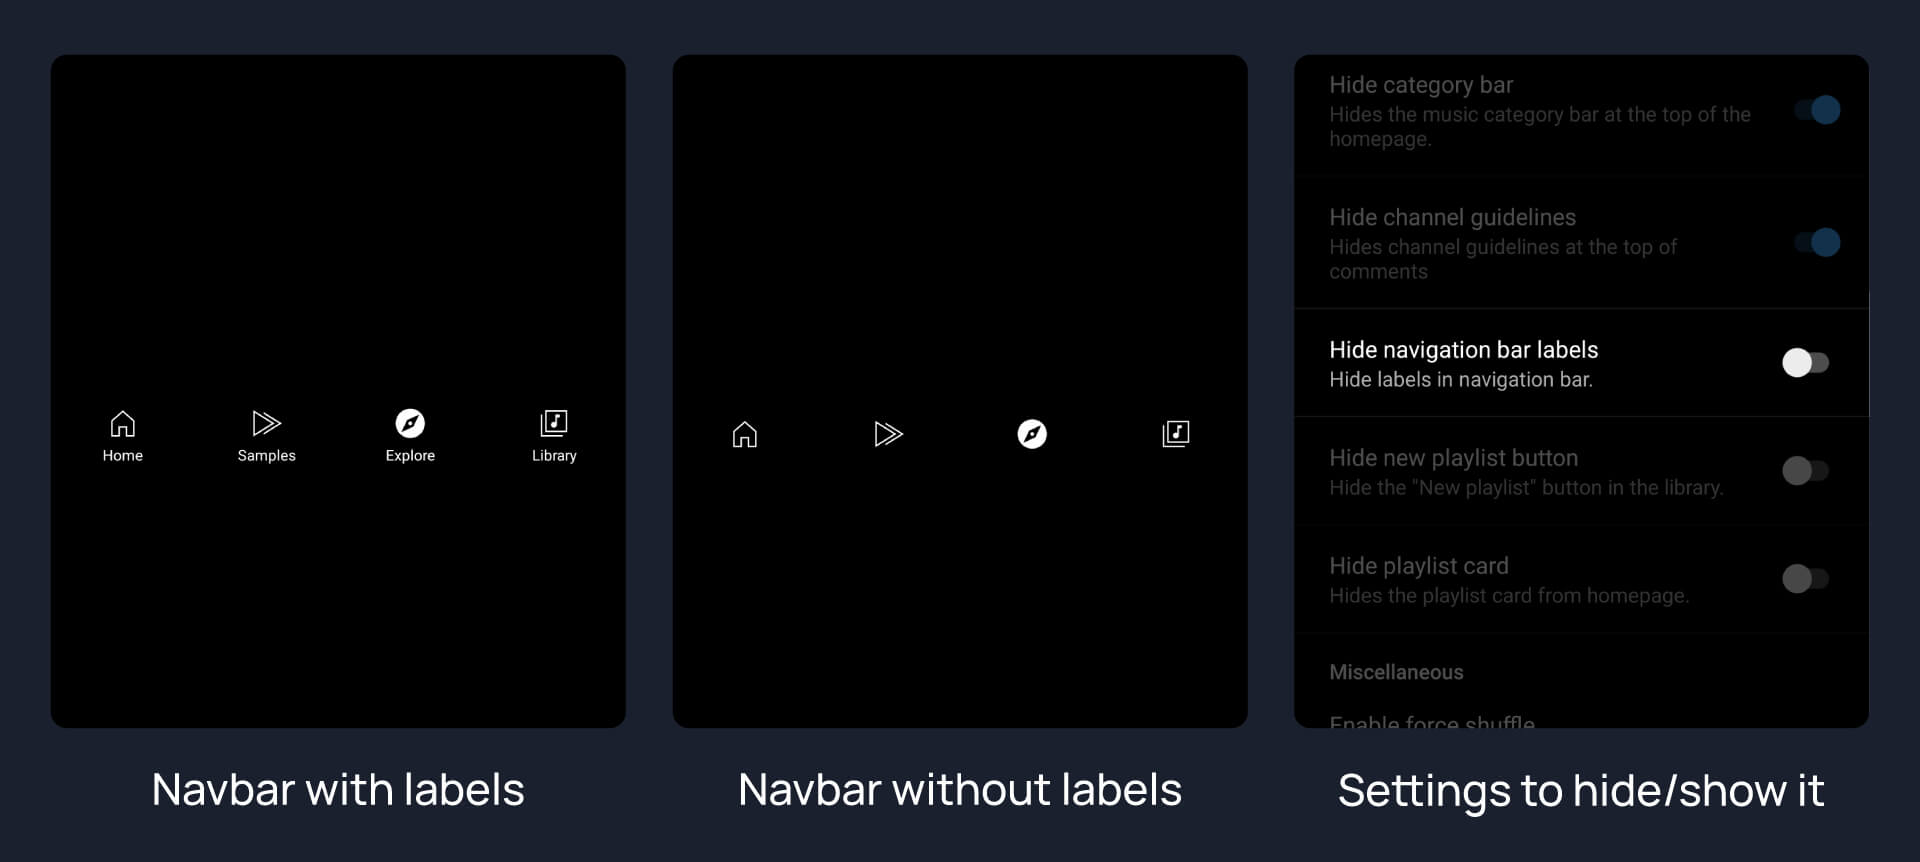 Home
Samples
Explore
Library
Navbar with labels
Navbar without labels
Hide category bar
Hides the music category bar at the top of the
homepage.
Hide channel guidelines
Hides channel guidelines at the top of
comments
Hide navigation bar labels
Hide labels in navigation bar.
Hide new playlist button
Hide the "New playlist" button in the library.
Hide playlist card
Hides the playlist card from homepage.
Miscellaneous
Enable force shuffle
Settings to hide/show it